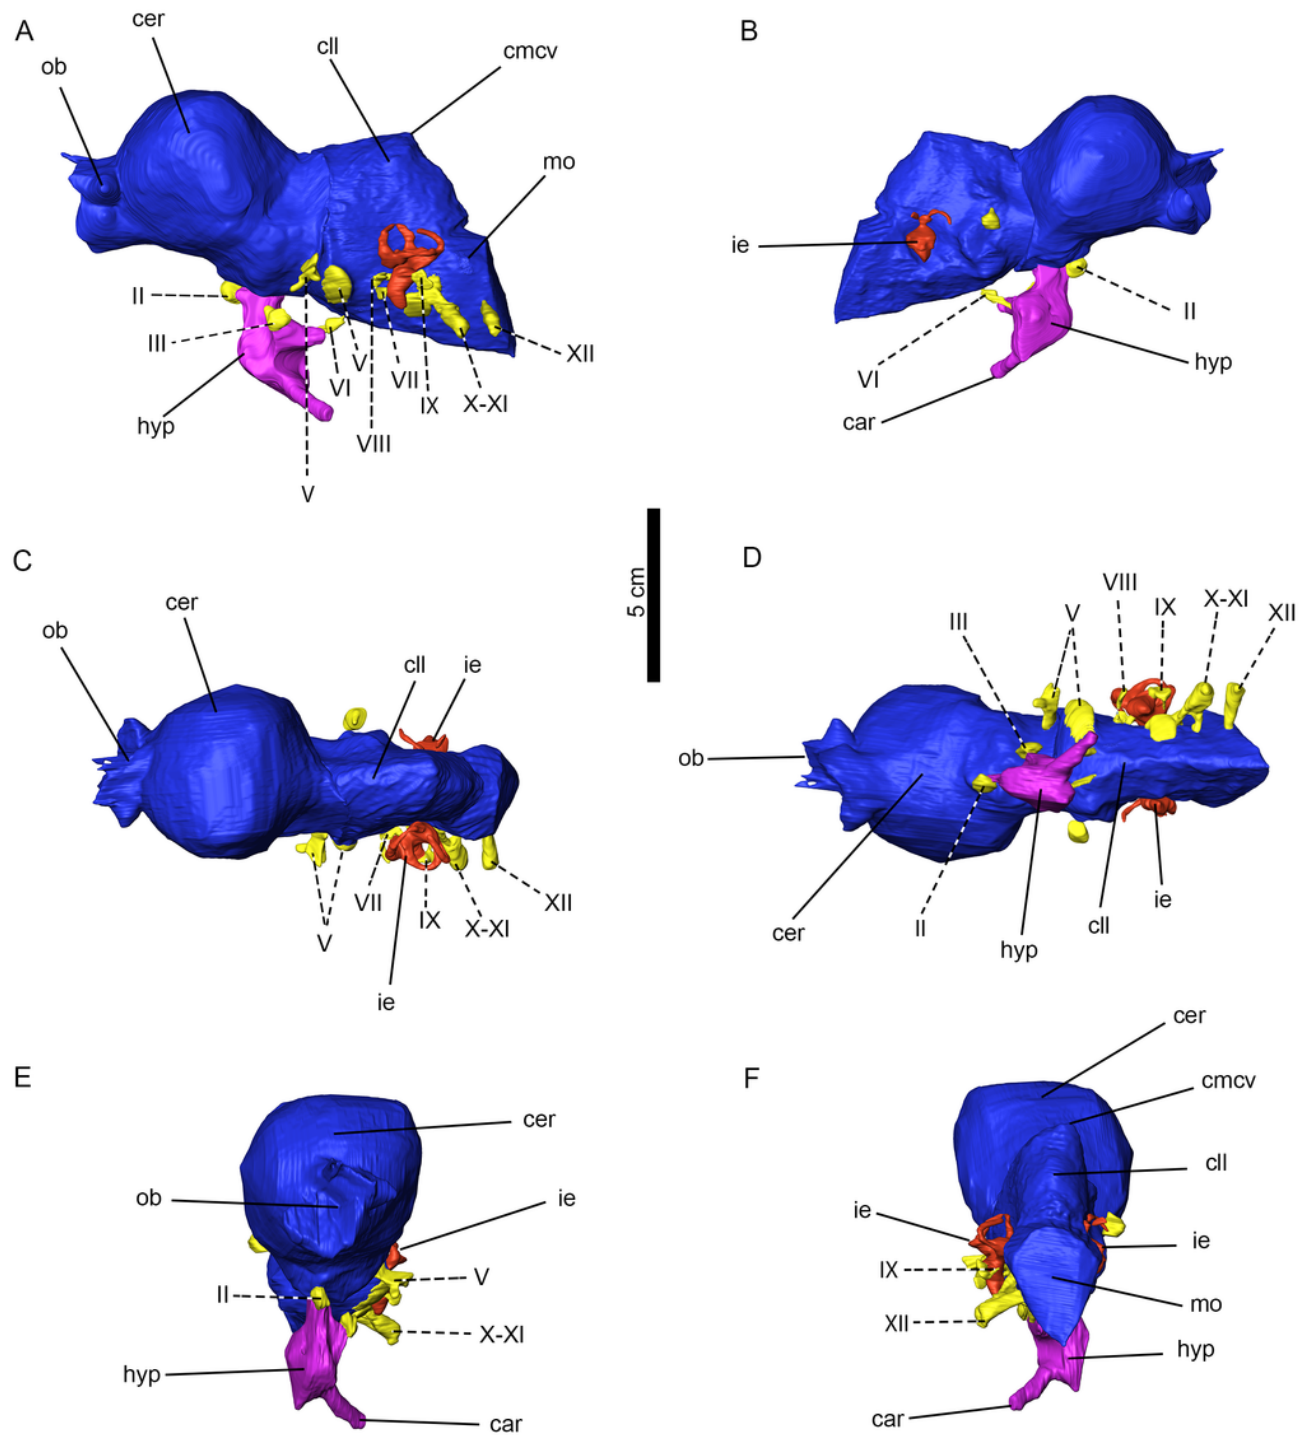 A
cer
cll
cmcv
ob
mo
II
III
hyp
VI
V
VII
IX
X-XI
XII
VIII
V
B
ie
II
VI
hyp
car
5 cm
C
cer
ob
cll
ie
V
VII
IX
X-XI
XII
ie
D
VIII
IX
X-XI
XII
III
V
ob
cer
II
hyp
cll
ie
E
cer
ob
ie
II
V
X-XI
hyp
car
F
cer
cmcv
cll
ie
ie
IX
mo
XII
hyp
car